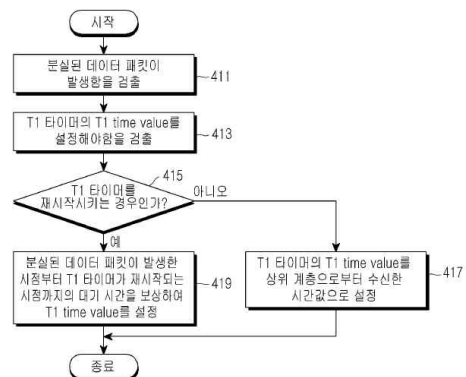 시작
분실된 데이터 패킷이
발생함을 검출
411
T1 타이머의 T1 time value를
설정해야함을 검출
413
415
T1 타이머를
재시작시키는 경우인가?
아니오
예
분실된 데이터 패킷이 발생한
시점부터 T1 타이머가 재시작되는
시점까지의 대기 시간을 보상하여
T1 time value를 설정
419
T1 타이머의 T1 time value를
상위 계층으로부터 수신한
시간값으로 설정
417
종료